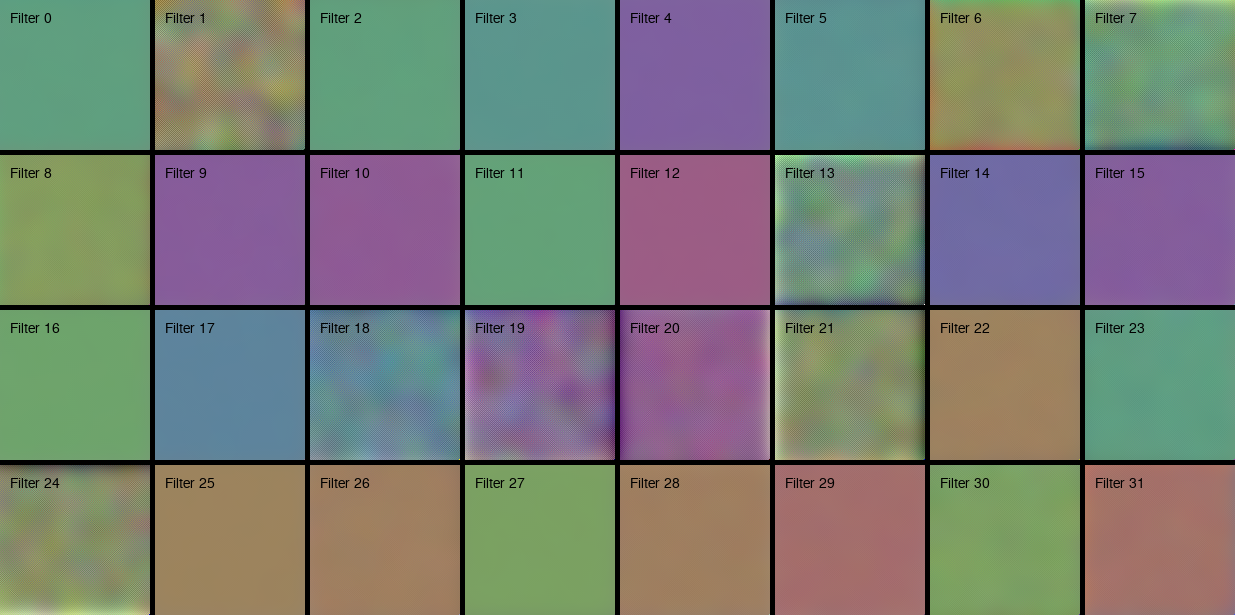 Filter 0
Filter 1
Filter 2
Filter 3
Filter 4
Filter 5
Filter 6
Filter 7
Filter 8
Filter 9
Filter 10
Filter 11
Filter 12
Filter 13
Filter 14
Filter 15
Filter 16
Filter 17
Filter 18
Filter 19
Filter 20
Filter 21
Filter 22
Filter 23
Filter 24
Filter 25
Filter 26
Filter 27
Filter 28
Filter 29
Filter 30
Filter 31